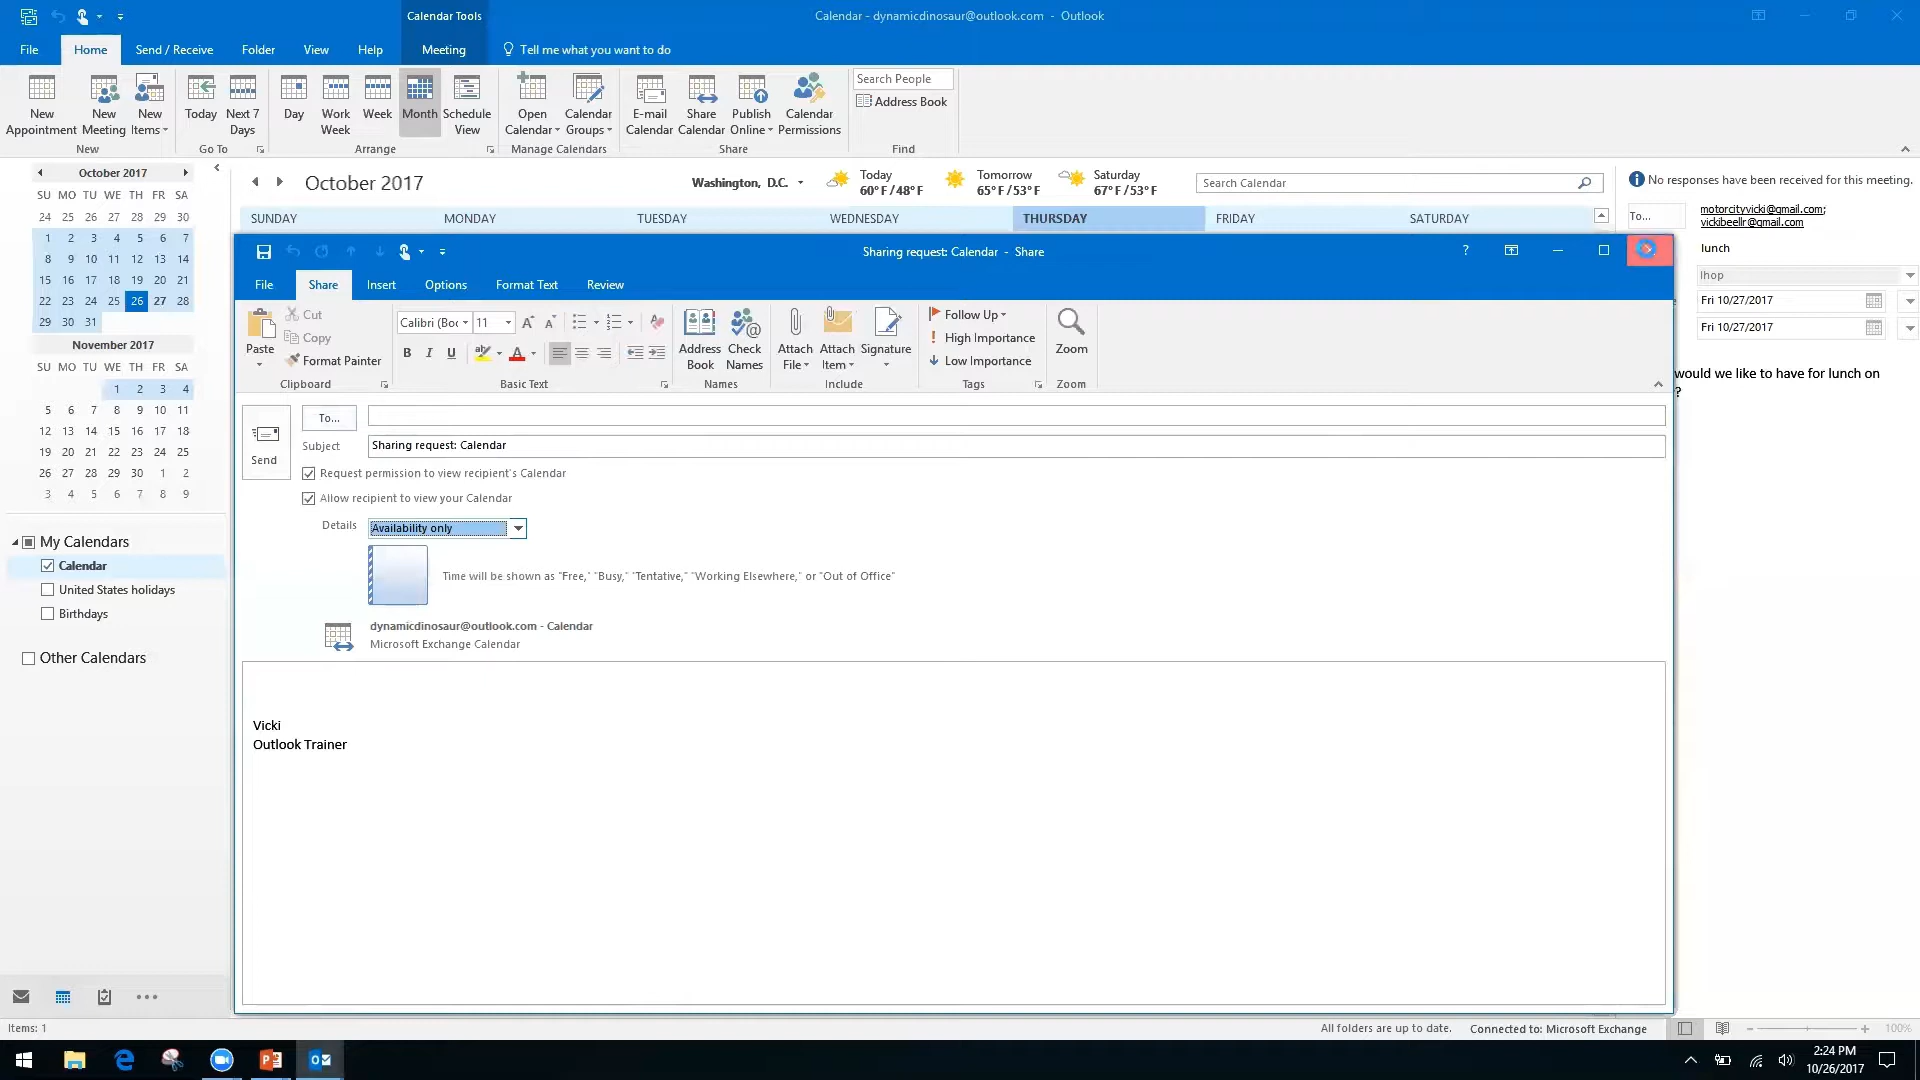 Calendar Tools
Calendar - dynamicdinosaur@outlook.com - Outlook
File Home Send / Receive Folder View Help Meeting Tell me what you want to do
New Appointment
New Meeting
New Items
Today
Next 7 Days
Day
Work Week
Week
Month
Schedule View
Open Calendar
Calendar Groups
E-mail Calendar
Share Calendar
Publish Online
Calendar Permissions
Search People
Address Book
New Go To Arrange Manage Calendars Share Find
October 2017
SU MO TU WE TH FR SA
24 25 26 27 28 29 30
1 2 3 4 5 6 7
8 9 10 11 12 13 14
15 16 17 18 19 20 21
22 23 24 25 26 27 28
29 30 31
November 2017
SU MO TU WE TH FR SA
1 2 3 4
5 6 7 8 9 10 11
12 13 14 15 16 17 18
19 20 21 22 23 24 25
26 27 28 29 30 1 2
3 4 5 6 7 8 9
My Calendars
Calendar
United States holidays
Birthdays
Other Calendars
October 2017
Washington, D.C.
Today
60°F/48°F
Tomorrow
65°F/53°F
Saturday
67°F/53°F
Search Calendar
SUNDAY MONDAY TUESDAY WEDNESDAY THURSDAY FRIDAY SATURDAY
No responses have been received for this meeting.
To...
motorcityvicki@gmail.com;
vickibeellr@gmail.com
lunch
Ihop
Fri 10/27/2017
Fri 10/27/2017
would we like to have for lunch on
?
Sharing request: Calendar - Share
?
File Share Insert Options Format Text Review
Paste
Cut
Copy
Format Painter
Calibri (Boc 11
B I U
Address Book
Check Names
Attach File
Attach Item
Signature
Follow Up
High Importance
Low Importance
Zoom
Clipboard Basic Text Names Include Tags Zoom
Send
To...
Subject Sharing request: Calendar
Request permission to view recipient's Calendar
Allow recipient to view your Calendar
Details Availability only
Time will be shown as "Free," "Busy," "Tentative," "Working Elsewhere," or "Out of Office"
dynamicdinosaur@outlook.com - Calendar
Microsoft Exchange Calendar
Vicki
Outlook Trainer
Items: 1
All folders are up to date. Connected to: Microsoft Exchange 100%
2:24 PM
10/26/2017